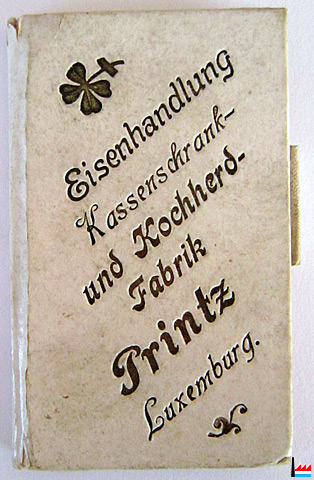 Eisenhandlung
Kassenschrank-
und Kochherd-
Fabrik
Printz
Luxemburg.